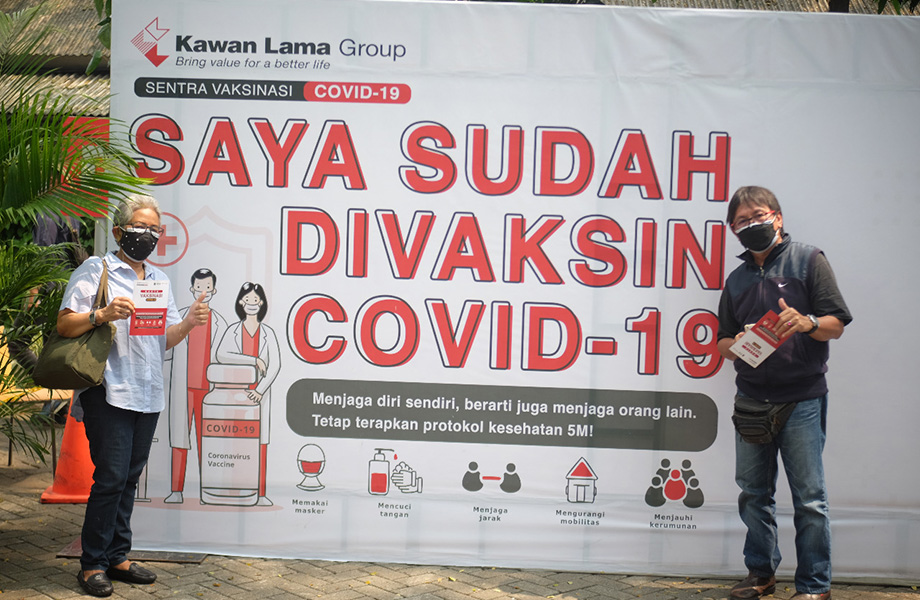 Kawan Lama Group
Bring value for a better life
SENTRA VAKSINASI COVID-19
SAYA SUDAH
DIVAKSIN
COVID-19
Menjaga diri sendiri, berarti juga menjaga orang lain.
Tetap terapkan protokol kesehatan 5M!
COVID-19
Coronavirus
Vaccine
Memakai
masker
Mencuci
tangan
Menjaga
jarak
Mengurangi
mobilitas
Menjauhi
kerumunan